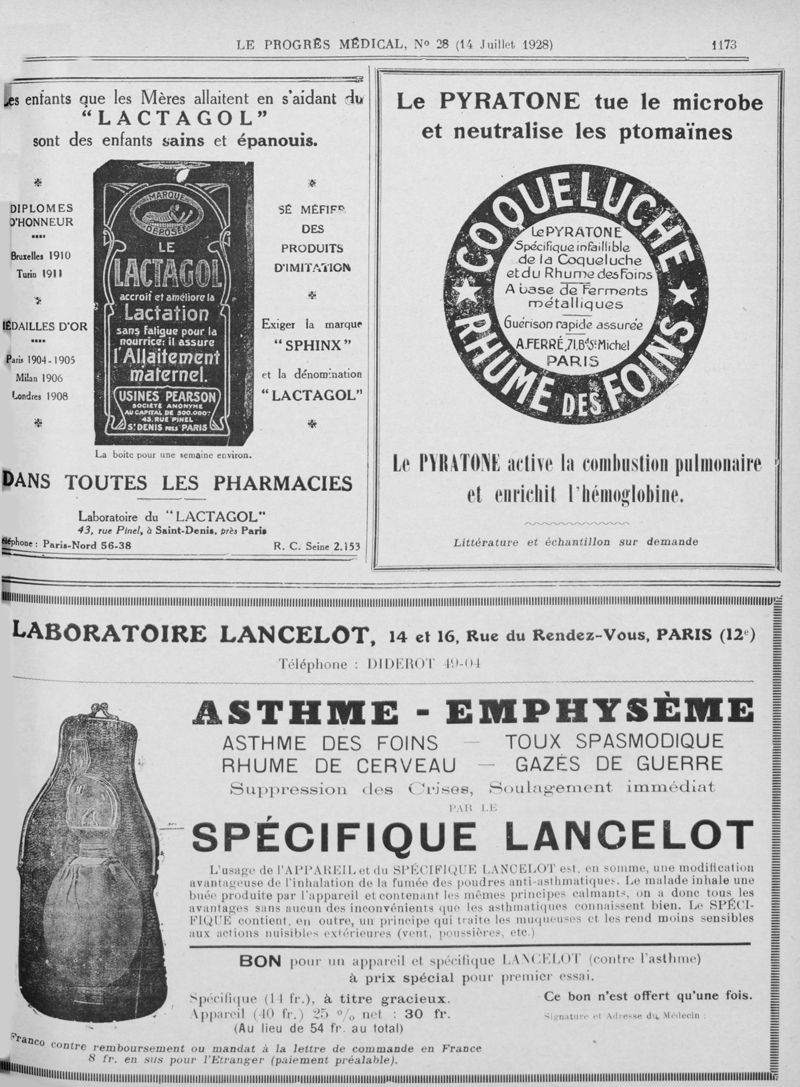 LE PROGRÈS MÉDICAL, No 28 (14 Juillet 1928)
1173
Les enfants que les Mères allaitent en s'aidant du
"LACTAGOL"
sont des enfants sains et épanouis.
DIPLOMES
D'HONNEUR
Bruxelles 1910
Turin 1911
MÉDAILLES D'OR
Paris 1904-1905
Milan 1906
Londres 1908
MARQUE
DÉPOSÉE
LE
LACTAGOL
accroit et améliore la
Lactation
sans fatigue pour la
nourrice: il assure
l'Allaitement
maternel.
USINES PEARSON
SOCIÉTÉ ANONYME
AU CAPITAL DE 500.000F
43, RUE PINEL
ST DENIS PRÈS PARIS
SE MÉFIER
DES
PRODUITS
D'IMITATION
Exiger la marque
"SPHINX"
et la dénomination
"LACTAGOL"
La boite pour une semaine environ.
DANS TOUTES LES PHARMACIES
Laboratoire du "LACTAGOL"
43, rue Pinel, à Saint-Denis, près Paris
Téléphone : Paris-Nord 56-38
R. C. Seine 2.153
Le PYRATONE tue le microbe
et neutralise les ptomaïnes
COQUELUCHE
Le PYRATONE
Spécifique infaillible
de la Coqueluche
et du Rhume des Foins
A base de Ferments
métalliques
Guérison rapide assurée
A. FERRÉ, 71, Bd St Michel
PARIS
RHUME DES FOINS
Le PYRATONE active la combustion pulmonaire
et enrichit l'hémoglobine.
Littérature et échantillon sur demande
LABORATOIRE LANCELOT, 14 et 16, Rue du Rendez-Vous, PARIS (12e)
Téléphone : DIDEROT 49-04
ASTHME - EMPHYSÈME
ASTHME DES FOINS — TOUX SPASMODIQUE
RHUME DE CERVEAU — GAZÉS DE GUERRE
Suppression des Crises, Soulagement immédiat
PAR LE
SPÉCIFIQUE LANCELOT
L'usage de l'APPAREIL et du SPÉCIFIQUE LANCELOT est, en somme, une modification
avantageuse de l'inhalation de la fumée des poudres anti-asthmatiques. Le malade inhale une
buée produite par l'appareil et contenant les mêmes principes calmants, on a donc tous les
avantages sans aucun des inconvénients que les asthmatiques connaissent bien. Le SPÉCI-
FIQUE contient, en outre, un principe qui traite les muqueuses et les rend moins sensibles
aux actions nuisibles extérieures (vent, poussières, etc.)
BON pour un appareil et spécifique LANCELOT (contre l'asthme)
à prix spécial pour premier essai.
Spécifique (14 fr.), à titre gracieux.
Appareil (40 fr.) 25 % net : 30 fr.
(Au lieu de 54 fr. au total)
Ce bon n'est offert qu'une fois.
Signature et Adresse du Médecin :
Franco contre remboursement ou mandat à la lettre de commande en France
8 fr. en sus pour l'Etranger (paiement préalable).